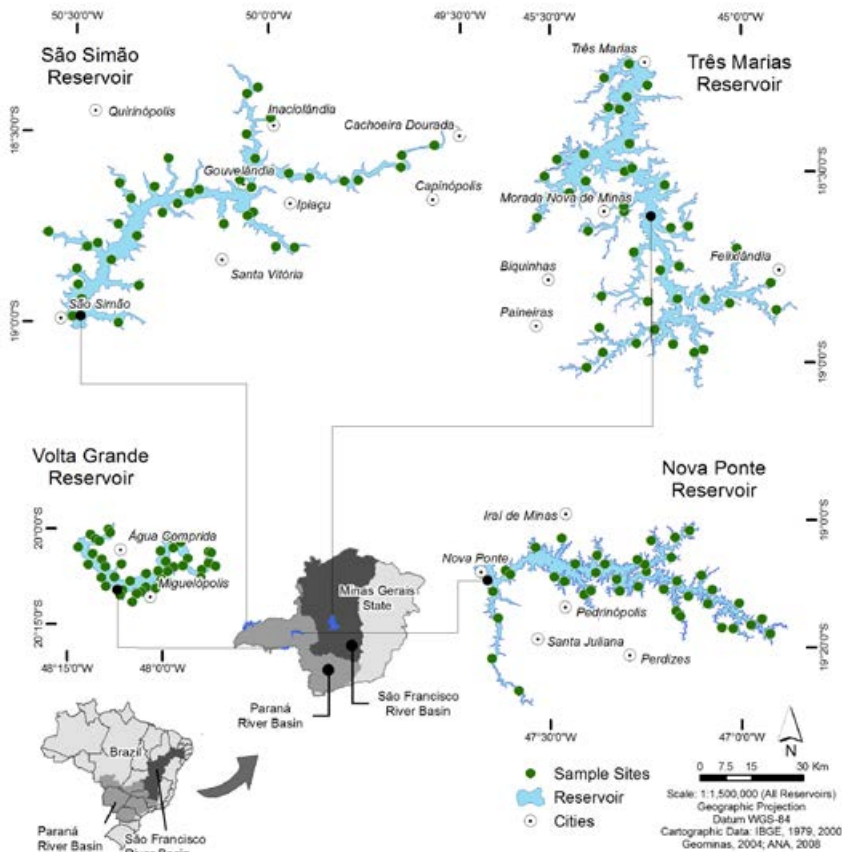 50°30'0"W
50°0'0"W
49°30'0"W
45°30'0"W
45°0'0"W
São Simão
Reservoir
Três Marias
Três Marias
Reservoir
Quirinópolis
Inaciolândia
Cachoeira Dourada
18°30'0"S
18°30'0"S
Gouvelândia
Capinópolis
Ipiaçu
Morada Nova de Minas
Santa Vitória
Biquinhas
Felixlândia
São Simão
Paineiras
19°0'0"S
19°0'0"S
Volta Grande
Reservoir
Nova Ponte
Reservoir
Iraí de Minas
20°0'0"S
19°0'0"S
Água Comprida
Nova Ponte
Miguelópolis
Minas Gerais
State
Pedrinópolis
20°15'0"S
Santa Juliana
19°20'0"S
Perdizes
48°15'0"W
48°0'0"W
Paraná
River Basin
São Francisco
River Basin
47°30'0"W
47°0'0"W
Brazil
N
Sample Sites
Reservoir
Cities
0 7.5 15 30 Km
Scale: 1:1,500,000 (All Reservoirs)
Geographic Projection
Datum WGS-84
Cartographic Data: IBGE, 1979, 2000
Geominas, 2004; ANA, 2008
Paraná
River Basin
São Francisco
River Basin